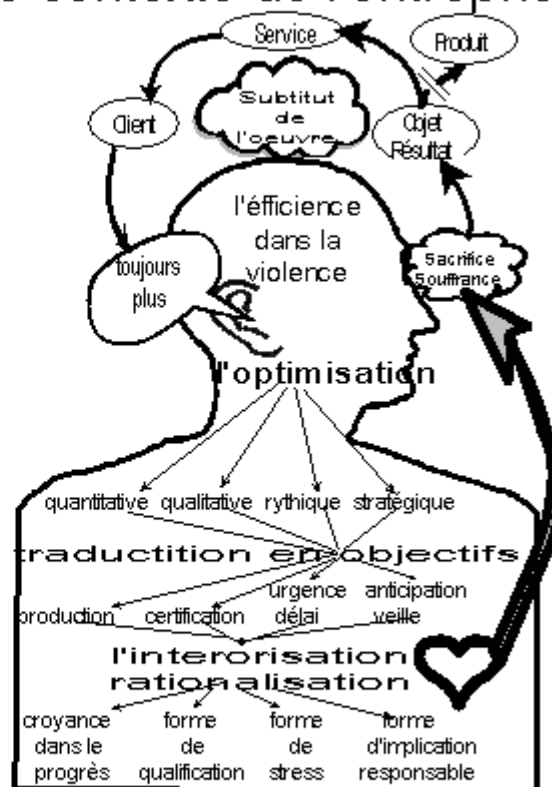 Service
Produit
Subtitut
de
l'oeuvre
Client
Objet
Résultat
l'éfficience
dans la
violence
toujours
plus
Sacrifice
Souffrance
l'optimisation
quantitative qualitative rythique stratégique
traductition en objectifs
urgence anticipation
production certification délai veille
l'interorisation
rationalisation
croyance forme forme forme
dans le de de d'implication
progrès qualification stress responsable